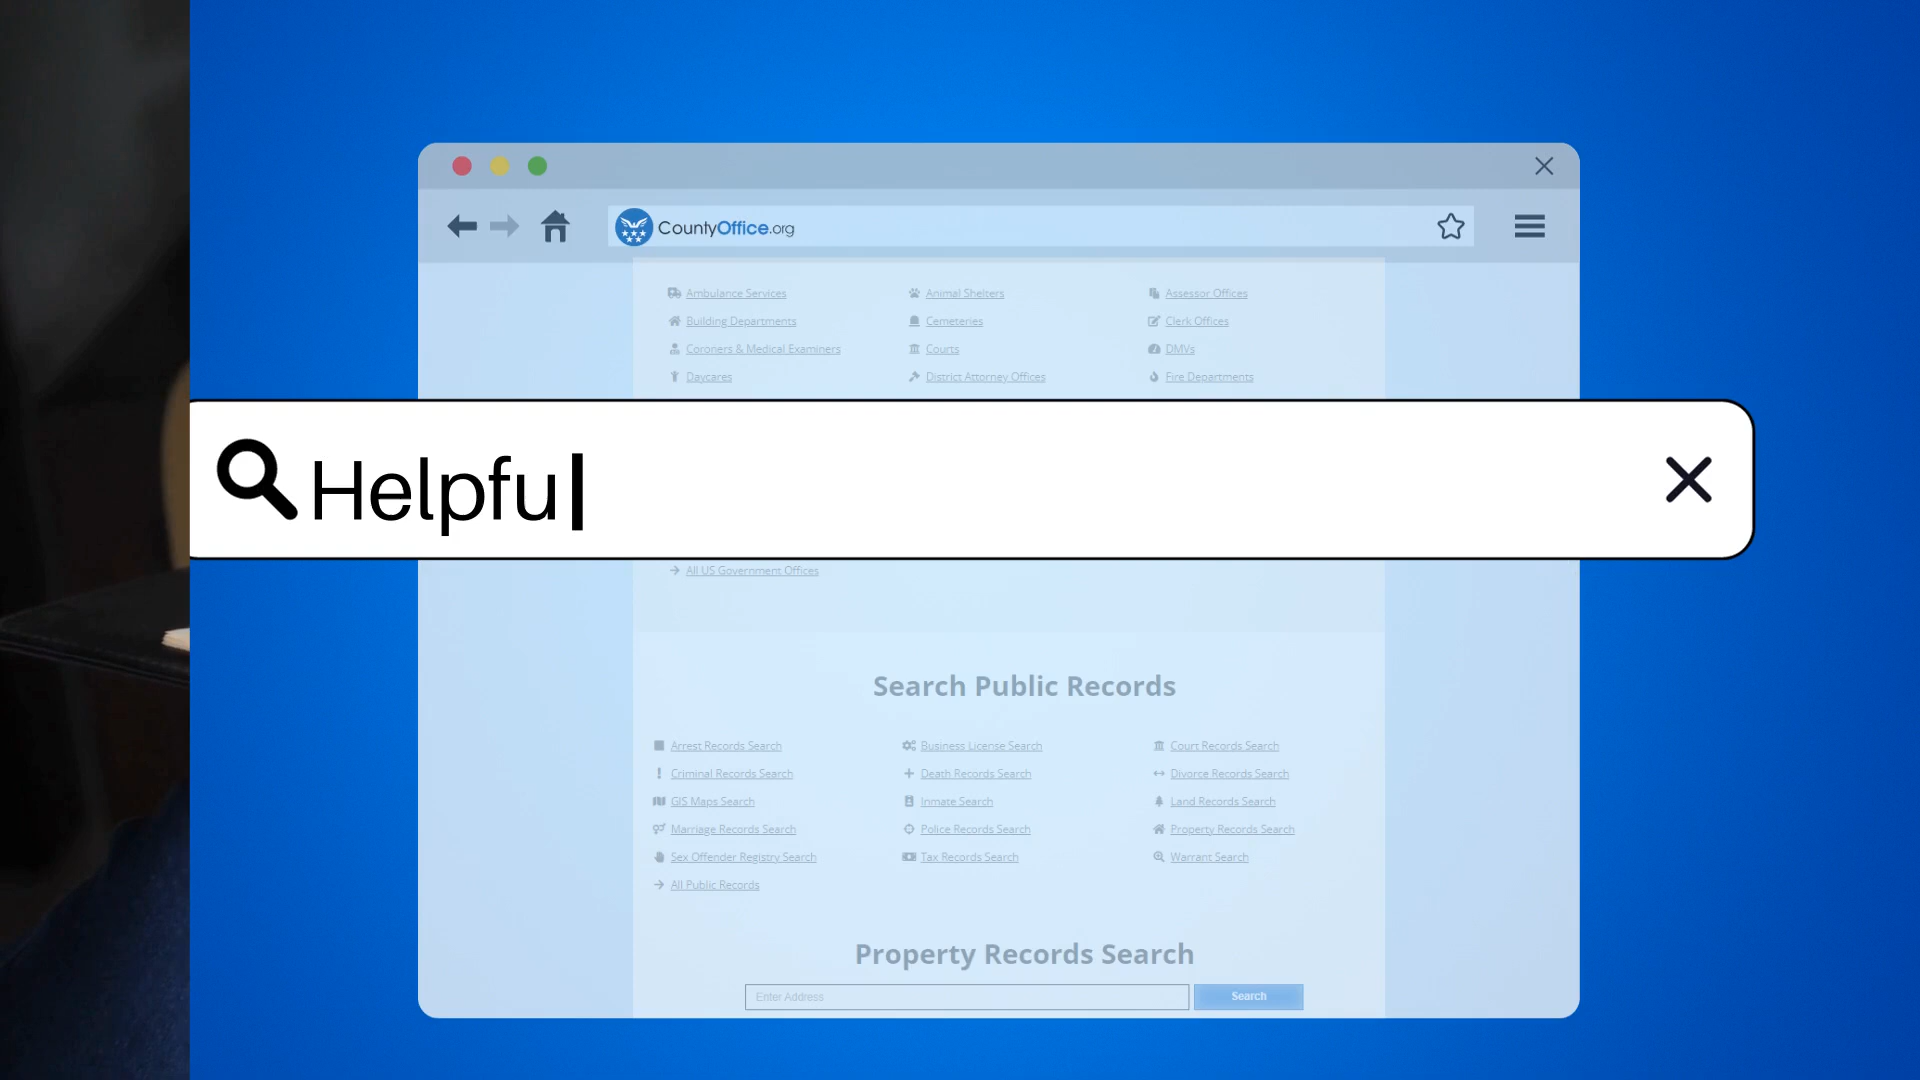 CountyOffice.org
Ambulance Services Animal Shelters Assessor Offices
Building Departments Cemeteries Clerk Offices
Coroners & Medical Examiners Courts DMVs
Daycares District Attorney Offices Fire Departments
Helpfu
All US Government Offices
Search Public Records
Arrest Records Search Business License Search Court Records Search
Criminal Records Search Death Records Search Divorce Records Search
GIS Maps Search Inmate Search Land Records Search
Marriage Records Search Police Records Search Property Records Search
Sex Offender Registry Search Tax Records Search Warrant Search
All Public Records
Property Records Search
Enter Address Search